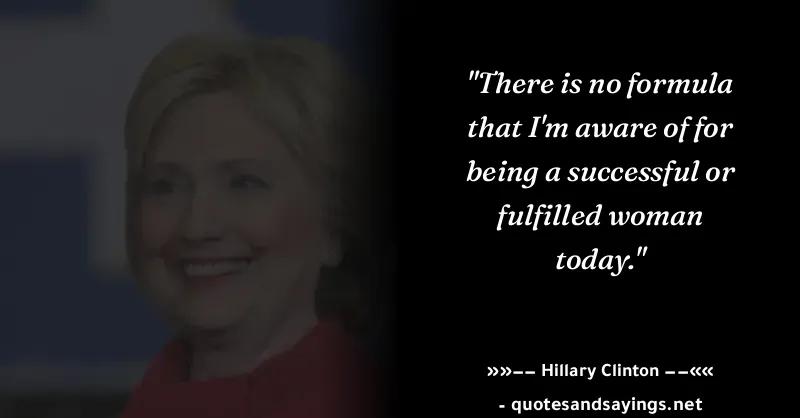 "There is no formula
that I'm aware of for
being a successful or
fulfilled woman
today."
»»–– Hillary Clinton ––««
- quotesandsayings.net